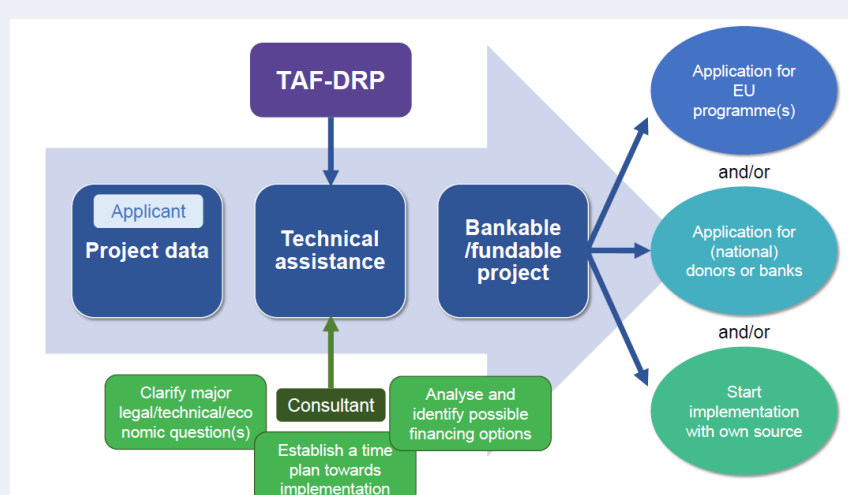 TAF-DRP
Applicant
Project data
Technical
assistance
Bankable
/fundable
project
Application for
EU
programme(s)
and/or
Application for
(national)
donors or banks
and/or
Start
implementation
with own source
Clarify major
legal/technical/eco
nomic question(s)
Consultant
Establish a time
plan towards
implementation
Analyse and
identify possible
financing options